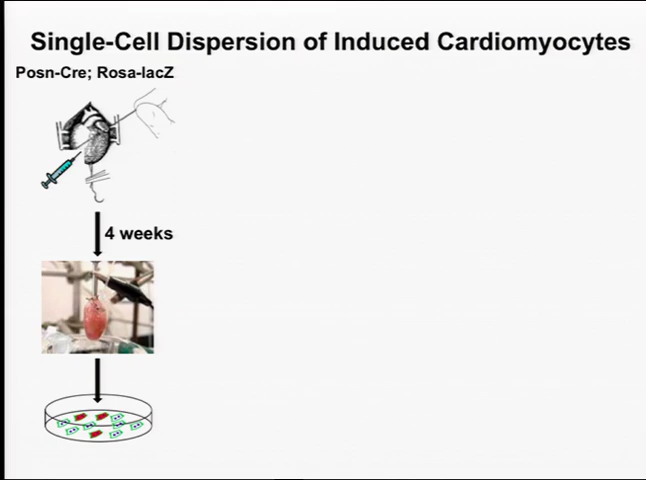 Single-Cell Dispersion of Induced Cardiomyocytes
Posn-Cre; Rosa-lacZ
4 weeks